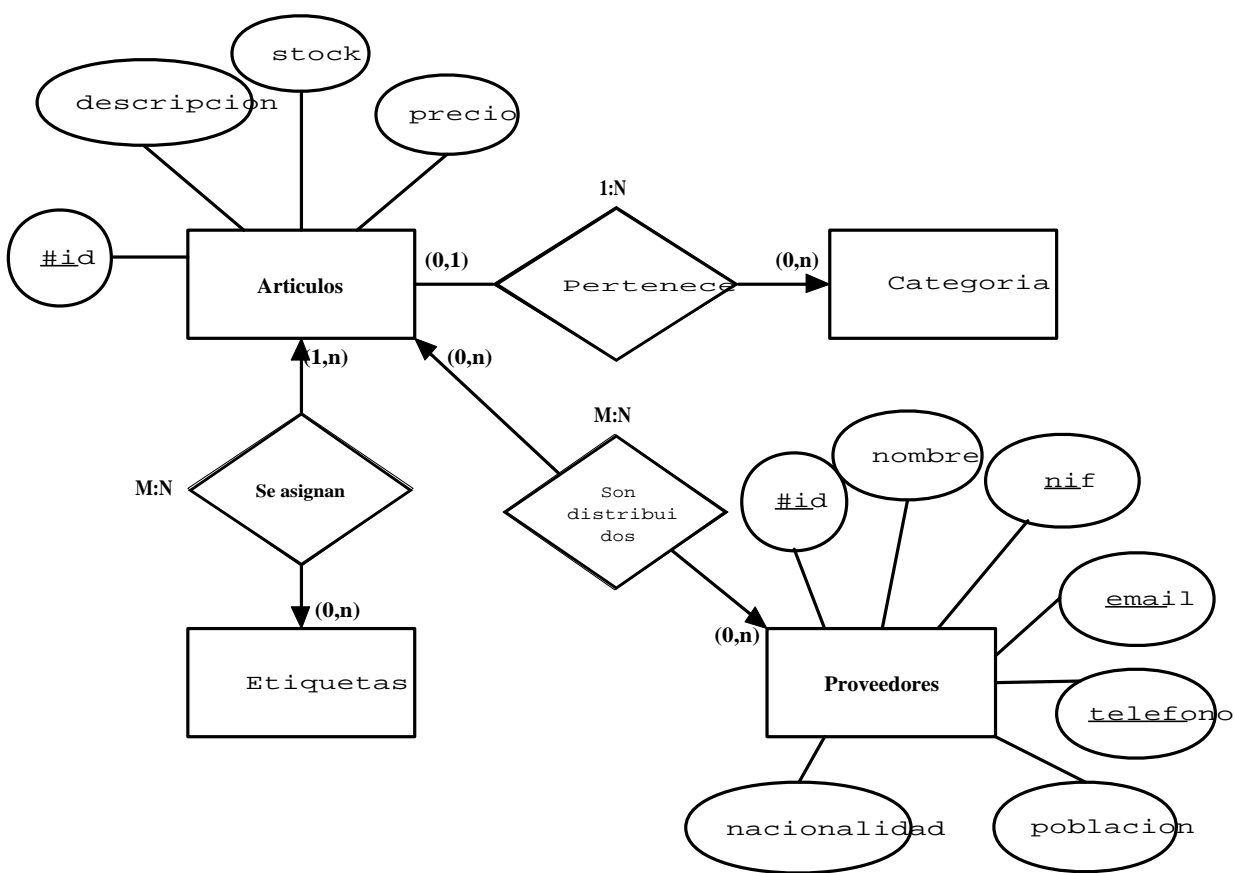 stock
descripcion
precio
1:N
#id
Articulos
(0,1)
Pertenece
(0,n)
Categoria
(1,n)
(0,n)
M:N
Se asignan
M:N
Son
distribui
dos
#id
nombre
nif
email
(0,n)
(0,n)
Etiquetas
Proveedores
telefono
nacionalidad
poblacion